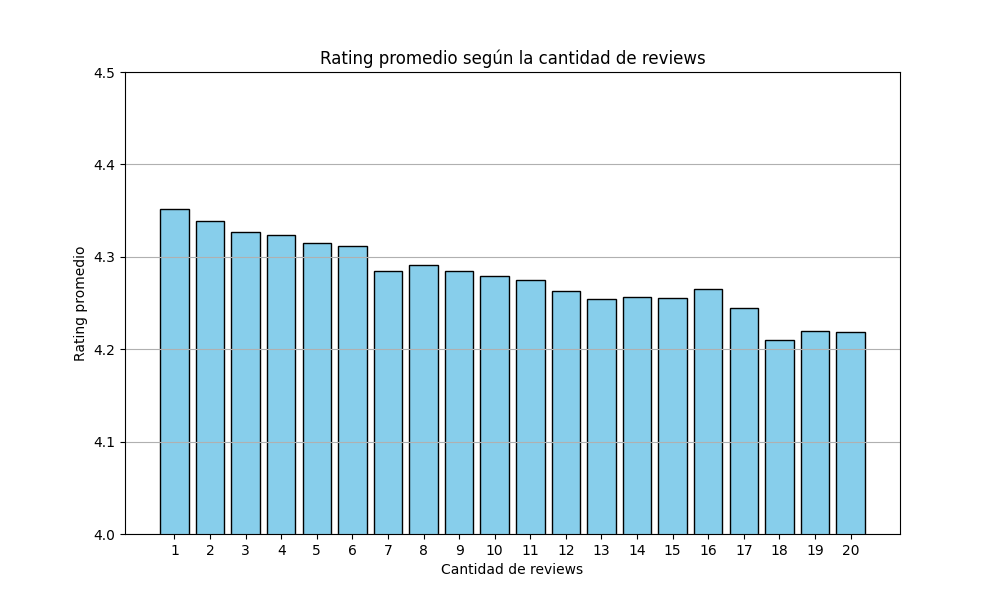 Rating promedio según la cantidad de reviews
4.5
4.4
4.3
4.2
4.1
4.0
Rating promedio
1 2 3 4 5 6 7 8 9 10 11 12 13 14 15 16 17 18 19 20
Cantidad de reviews